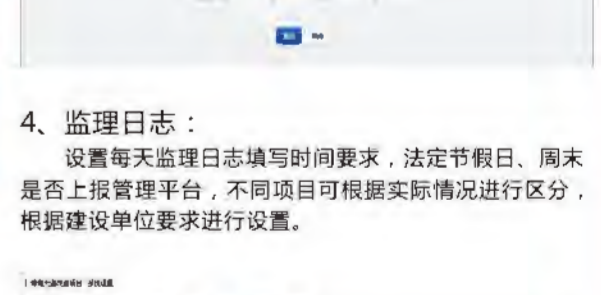 4、监理日志：
设置每天监理日志填写时间要求，法定节假日、周末
是否上报管理平台，不同项目可根据实际情况进行区分，
根据建设单位要求进行设置。